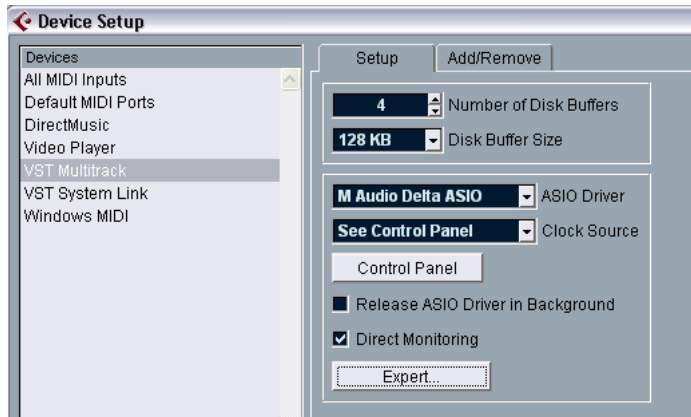 Device Setup
Devices
All MIDI Inputs
Default MIDI Ports
DirectMusic
Video Player
VST Multitrack
VST System Link
Windows MIDI
Setup
Add/Remove
4 Number of Disk Buffers
128 KB Disk Buffer Size
M Audio Delta ASIO ASIO Driver
See Control Panel Clock Source
Control Panel
Release ASIO Driver in Background
Direct Monitoring
Expert...